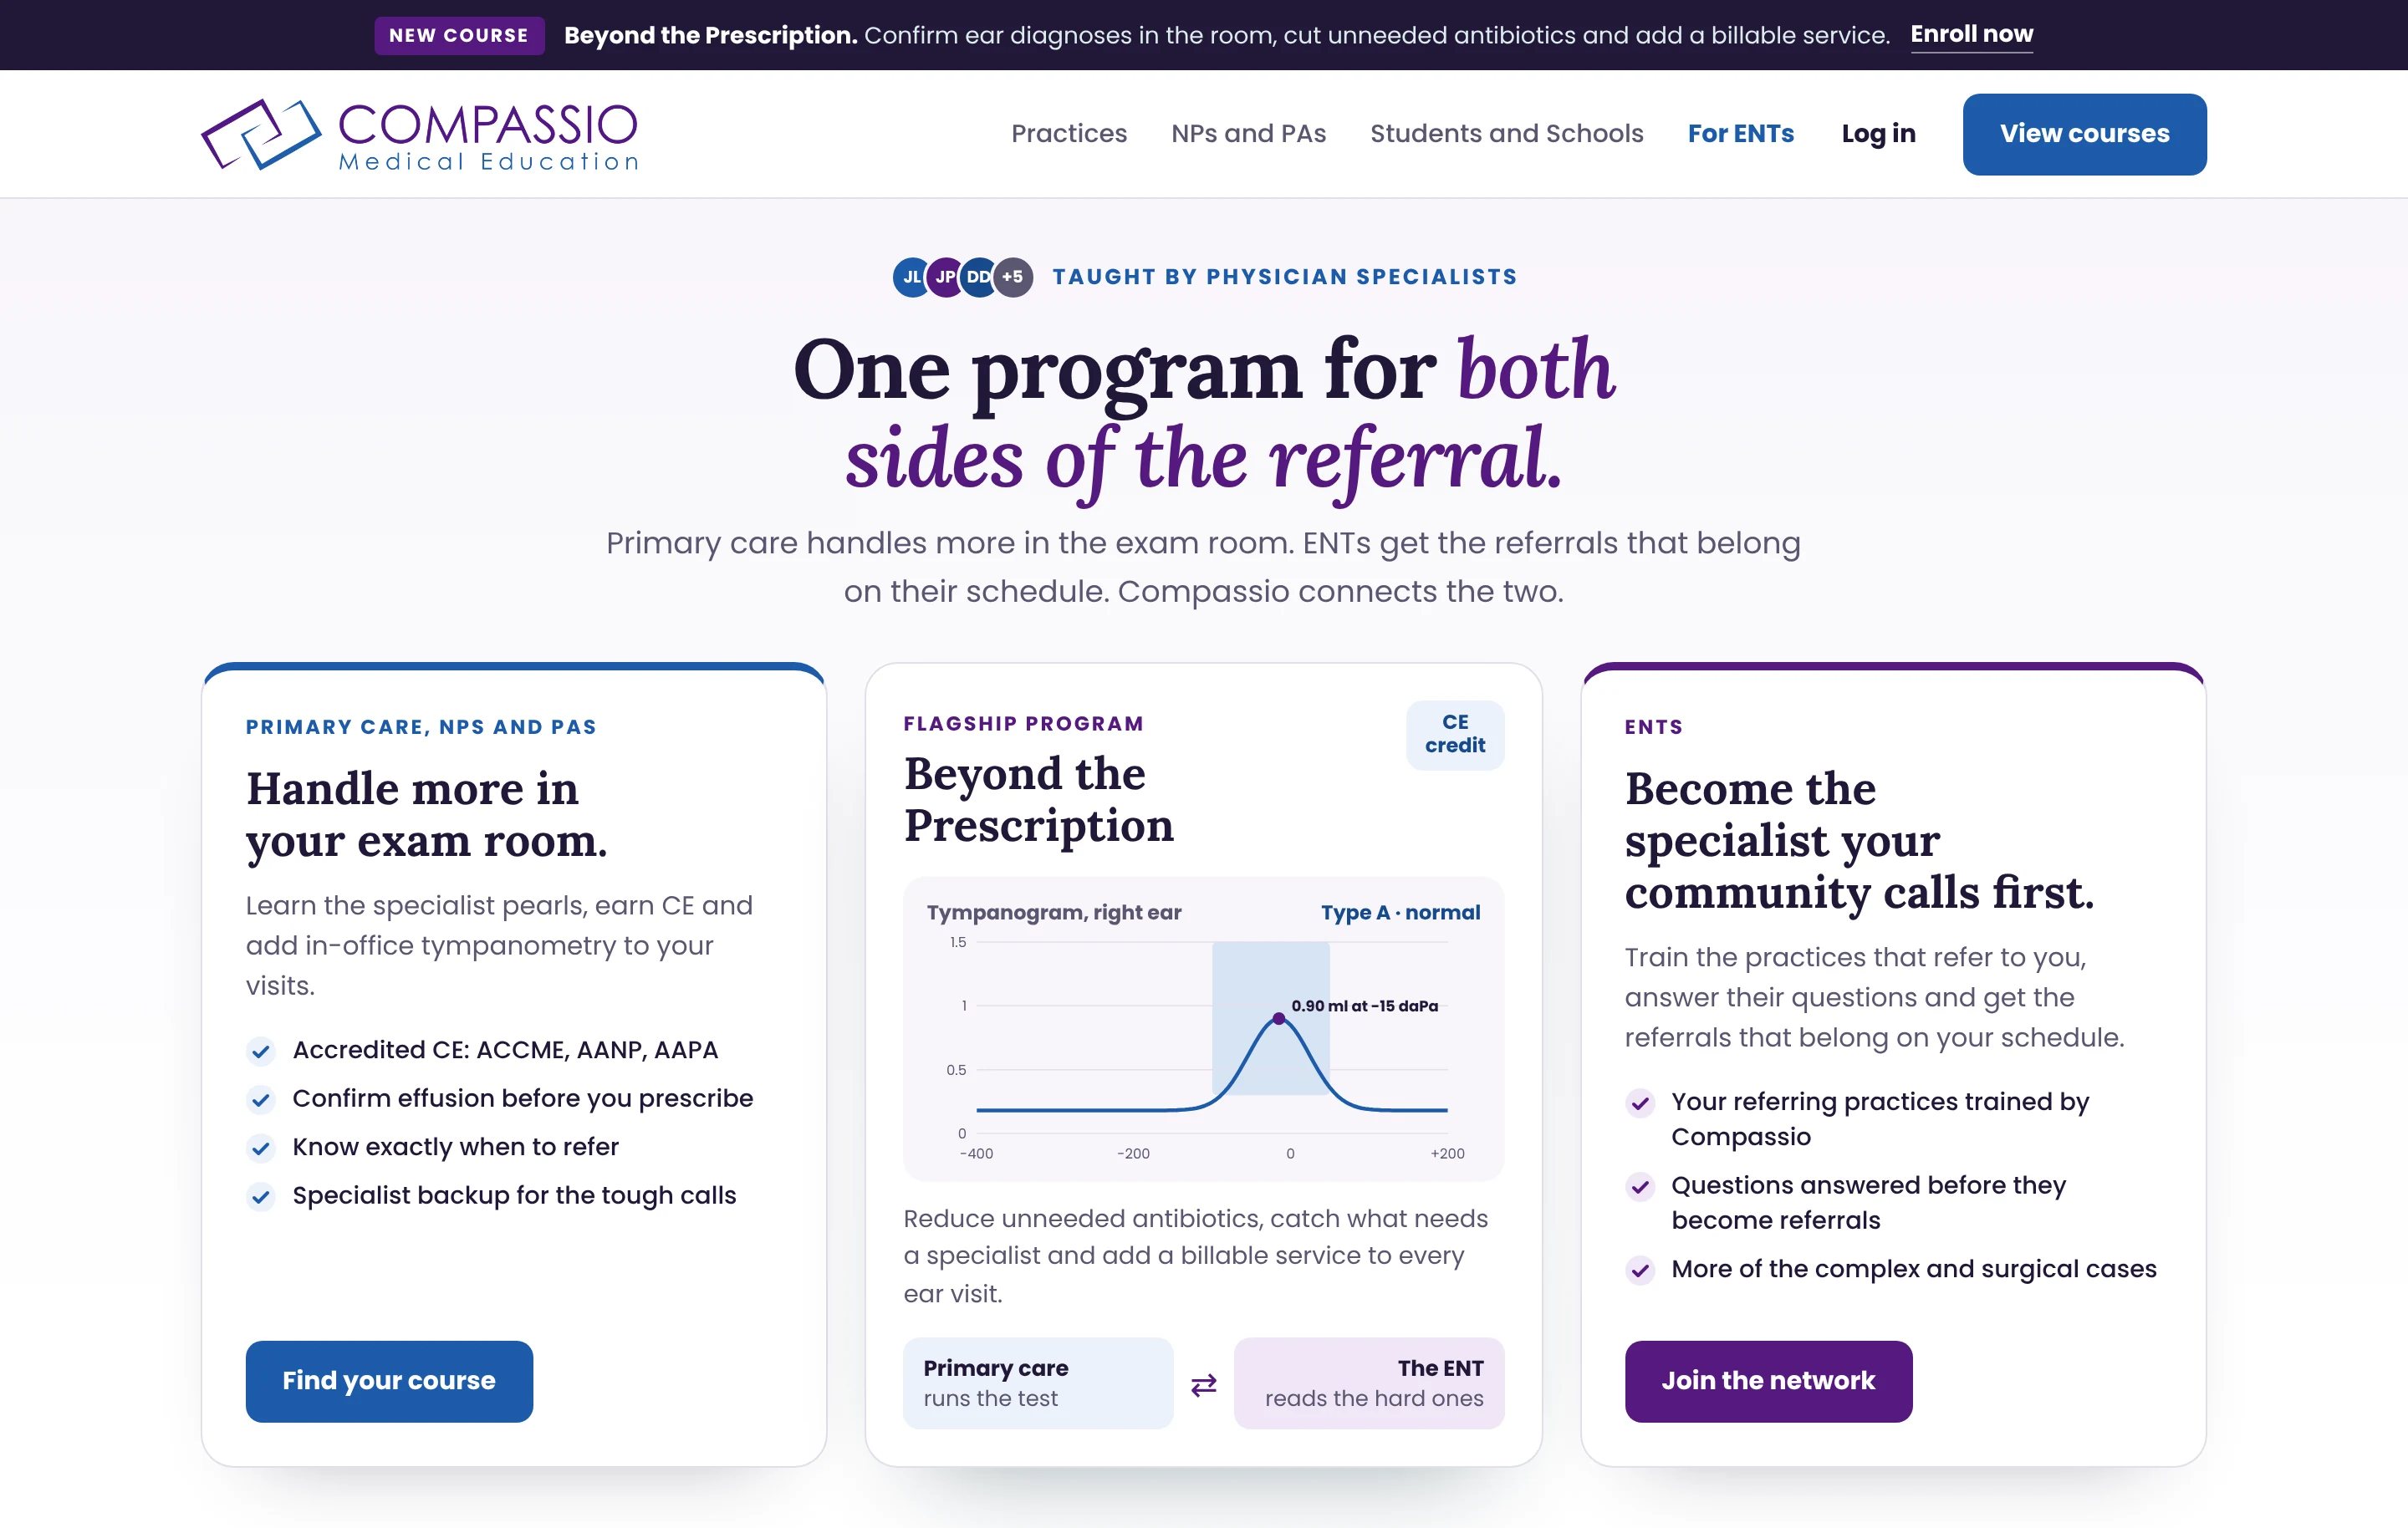 NEW COURSE Beyond the Prescription. Confirm ear diagnoses in the room, cut unneeded antibiotics and add a billable service. Enroll now
COMPASSIO
Medical Education
Practices NPs and PAs Students and Schools For ENTs Log in View courses
JL JP DD +5 TAUGHT BY PHYSICIAN SPECIALISTS
One program for both
sides of the referral.
Primary care handles more in the exam room. ENTs get the referrals that belong
on their schedule. Compassio connects the two.
PRIMARY CARE, NPS AND PAS
Handle more in
your exam room.
Learn the specialist pearls, earn CE and
add in-office tympanometry to your
visits.
Accredited CE: ACCME, AANP, AAPA
Confirm effusion before you prescribe
Know exactly when to refer
Specialist backup for the tough calls
Find your course
FLAGSHIP PROGRAM
CE
credit
Beyond the
Prescription
Tympanogram, right ear Type A · normal
1.5
1
0.90 ml at -15 daPa
0.5
0
-400 -200 0 +200
Reduce unneeded antibiotics, catch what needs
a specialist and add a billable service to every
ear visit.
Primary care
runs the test
⇄
The ENT
reads the hard ones
ENTS
Become the
specialist your
community calls first.
Train the practices that refer to you,
answer their questions and get the
referrals that belong on your schedule.
Your referring practices trained by
Compassio
Questions answered before they
become referrals
More of the complex and surgical cases
Join the network